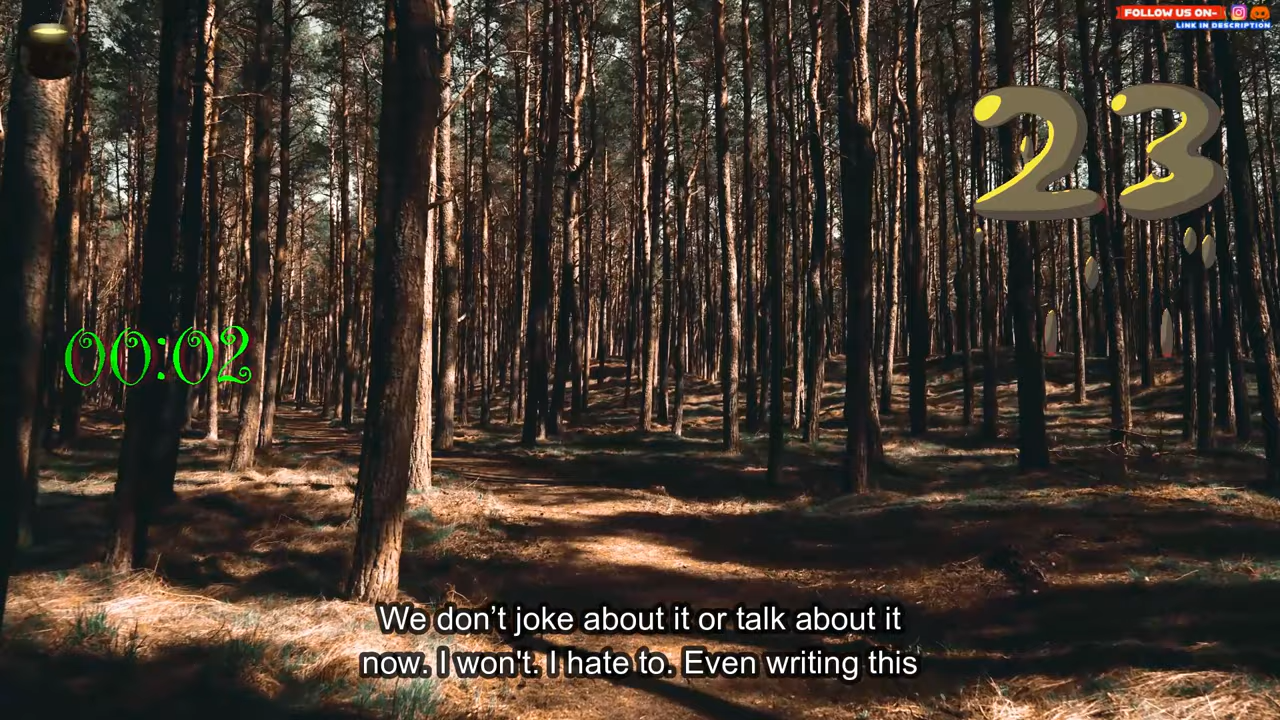 FOLLOW US ON-
LINK IN DESCRIPTION
23
00:02
We don’t joke about it or talk about it
now. I won't. I hate to. Even writing this